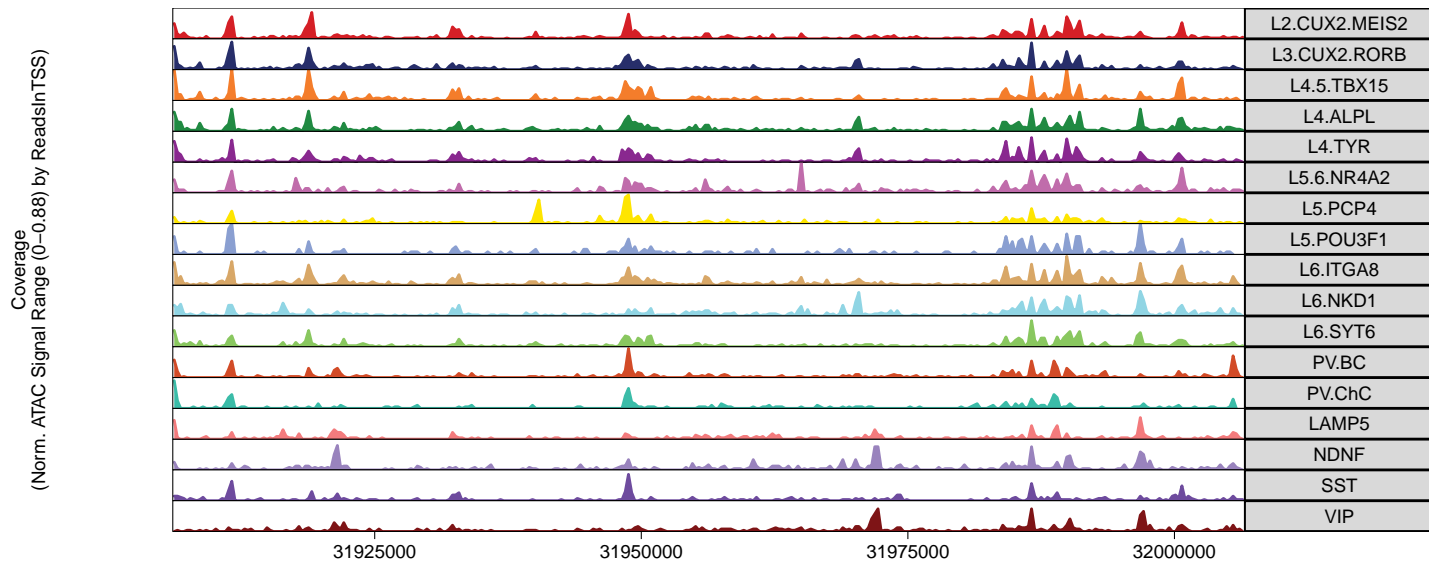 Coverage
(Norm. ATAC Signal Range (0−0.88) by ReadsInTSS)
L2.CUX2.MEIS2
L3.CUX2.RORB
L4.5.TBX15
L4.ALPL
L4.TYR
L5.6.NR4A2
L5.PCP4
L5.POU3F1
L6.ITGA8
L6.NKD1
L6.SYT6
PV.BC
PV.ChC
LAMP5
NDNF
SST
VIP
31925000 31950000 31975000 32000000